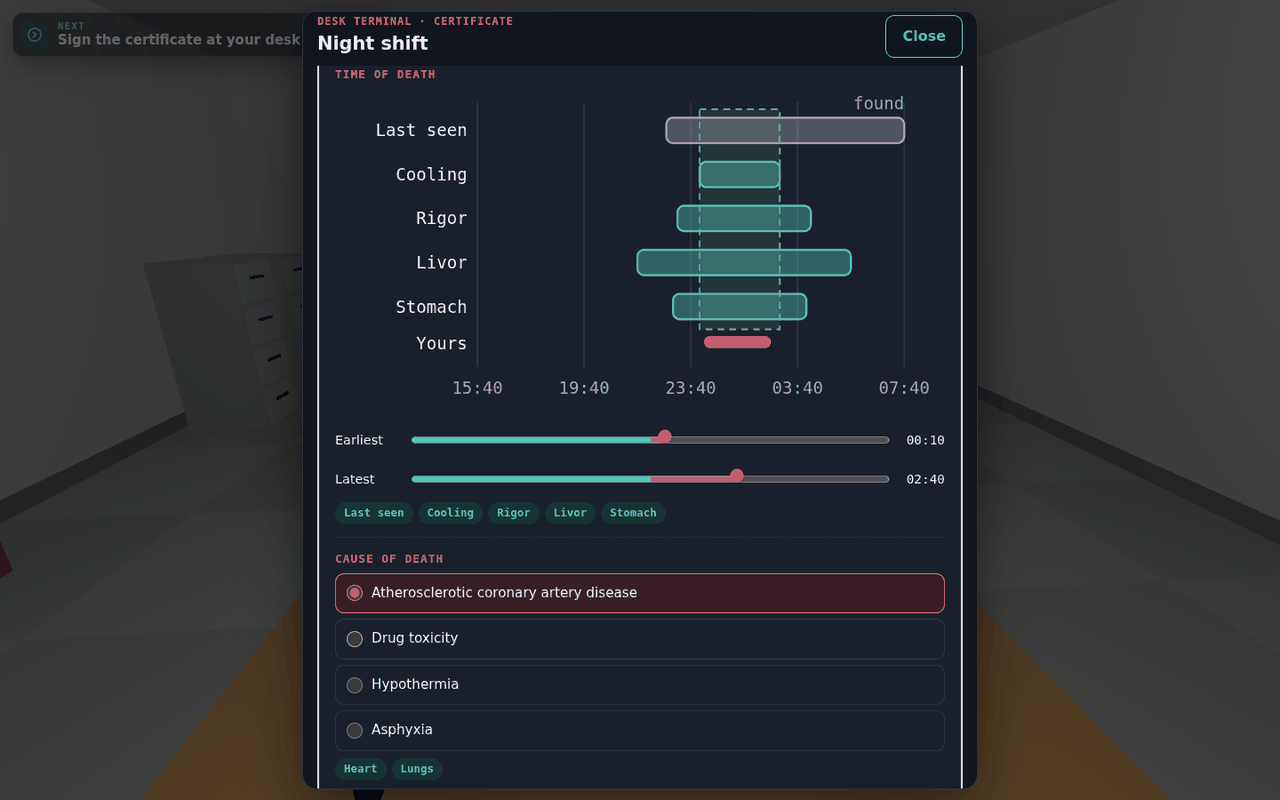 NEXT
Sign the certificate at your desk
DESK TERMINAL · CERTIFICATE
Night shift
Close
TIME OF DEATH
found
Last seen
Cooling
Rigor
Livor
Stomach
Yours
15:40 19:40 23:40 03:40 07:40
Earliest 00:10
Latest 02:40
Last seen Cooling Rigor Livor Stomach
CAUSE OF DEATH
Atherosclerotic coronary artery disease
Drug toxicity
Hypothermia
Asphyxia
Heart Lungs